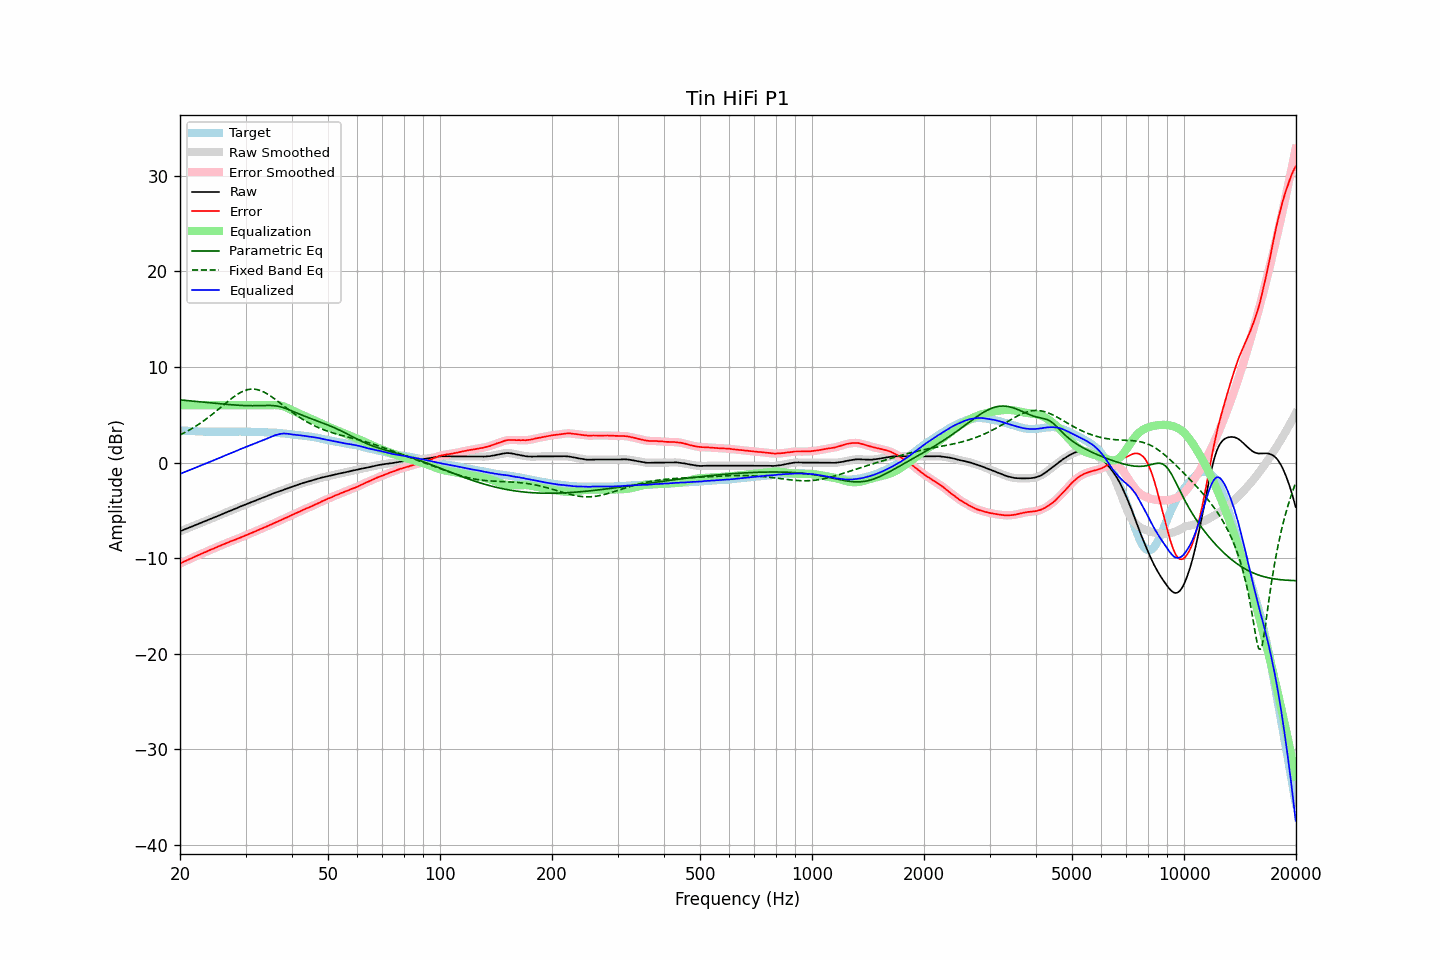 Tin HiFi P1
Target
Raw Smoothed
Error Smoothed
Raw
Error
Equalization
Parametric Eq
Fixed Band Eq
Equalized
30
20
10
0
−10
−20
−30
−40
Amplitude (dBr)
20 50 100 200 500 1000 2000 5000 10000 20000
Frequency (Hz)